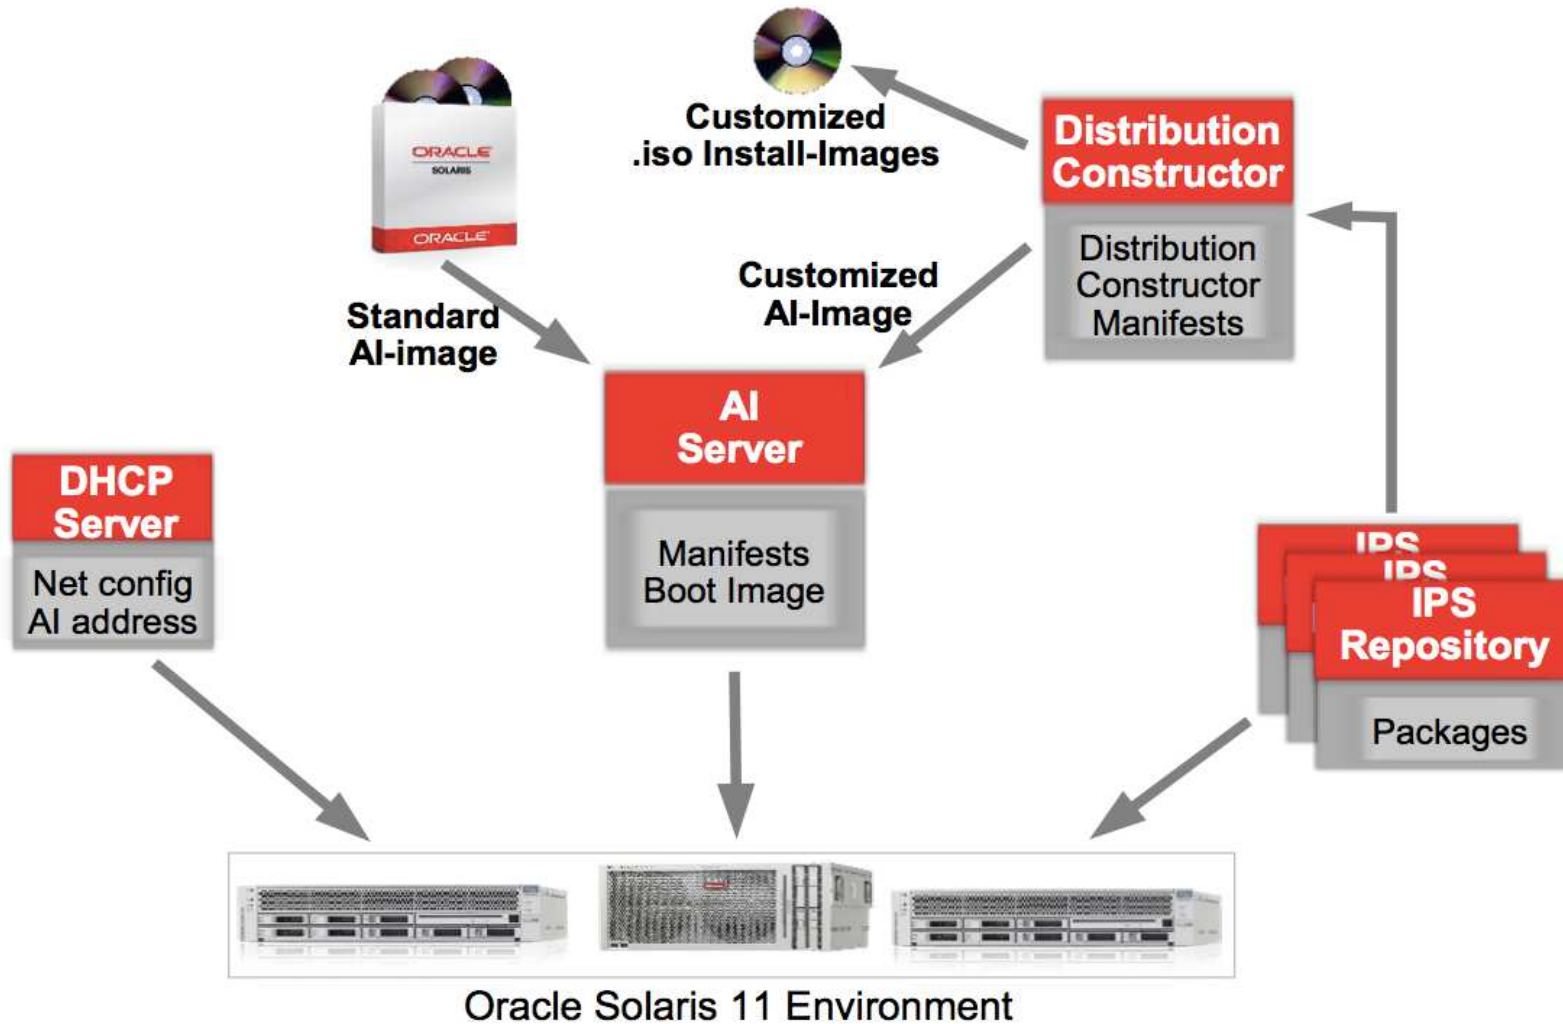 ORACLE
SOLARIS
ORACLE
Customized
.iso Install-Images
Distribution
Constructor
Distribution
Constructor
Manifests
Standard
AI-image
Customized
AI-Image
AI
Server
Manifests
Boot Image
DHCP
Server
Net config
AI address
IPS
IPS
IPS
Repository
Packages
Oracle Solaris 11 Environment